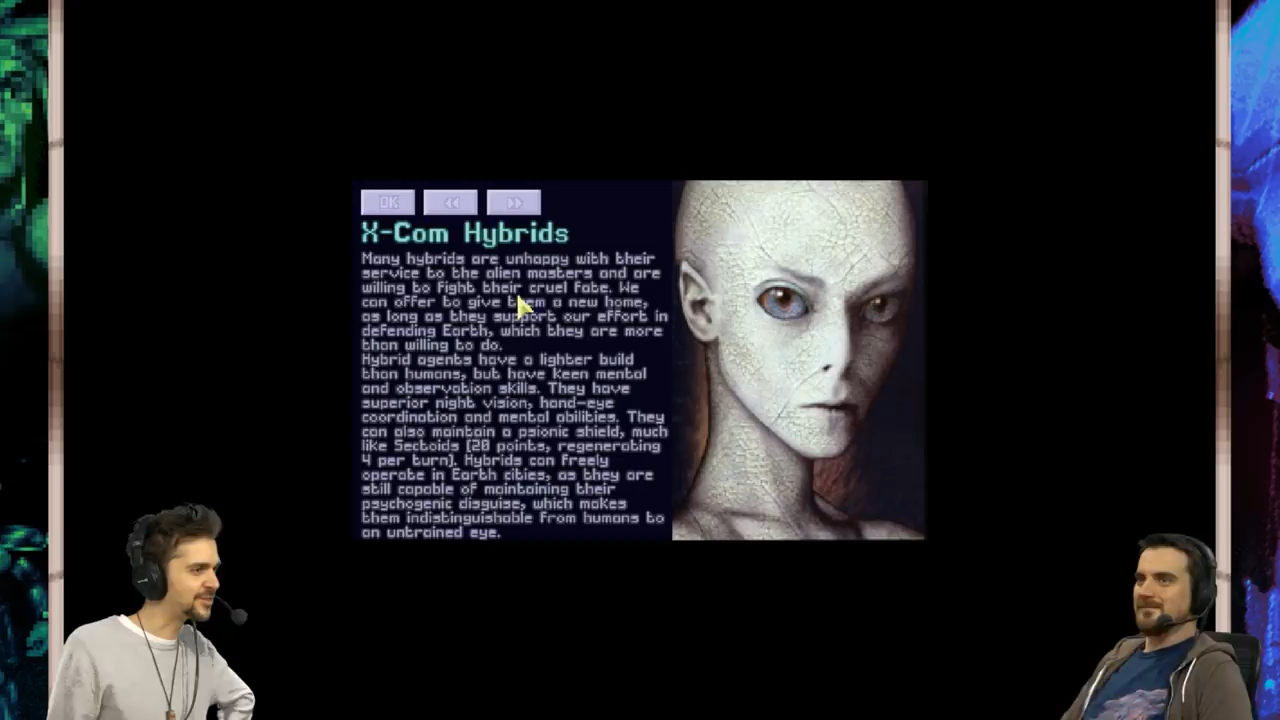 OK
X-Com Hybrids
Many hybrids are unhappy with their
service to the alien masters and are
willing to fight their cruel fate. We
can offer to give them a new home,
as long as they support our effort in
defending Earth, which they are more
than willing to do.
Hybrid agents have a lighter build
than humans, but have keen mental
and observation skills. They have
superior night vision, hand-eye
coordination and mental abilities. They
can also maintain a psionic shield, much
like Sectoids (20 points, regenerating
4 per turn). Hybrids can freely
operate in Earth cities, as they are
still capable of maintaining their
psychogenic disguise, which makes
them indistinguishable from humans to
an untrained eye.